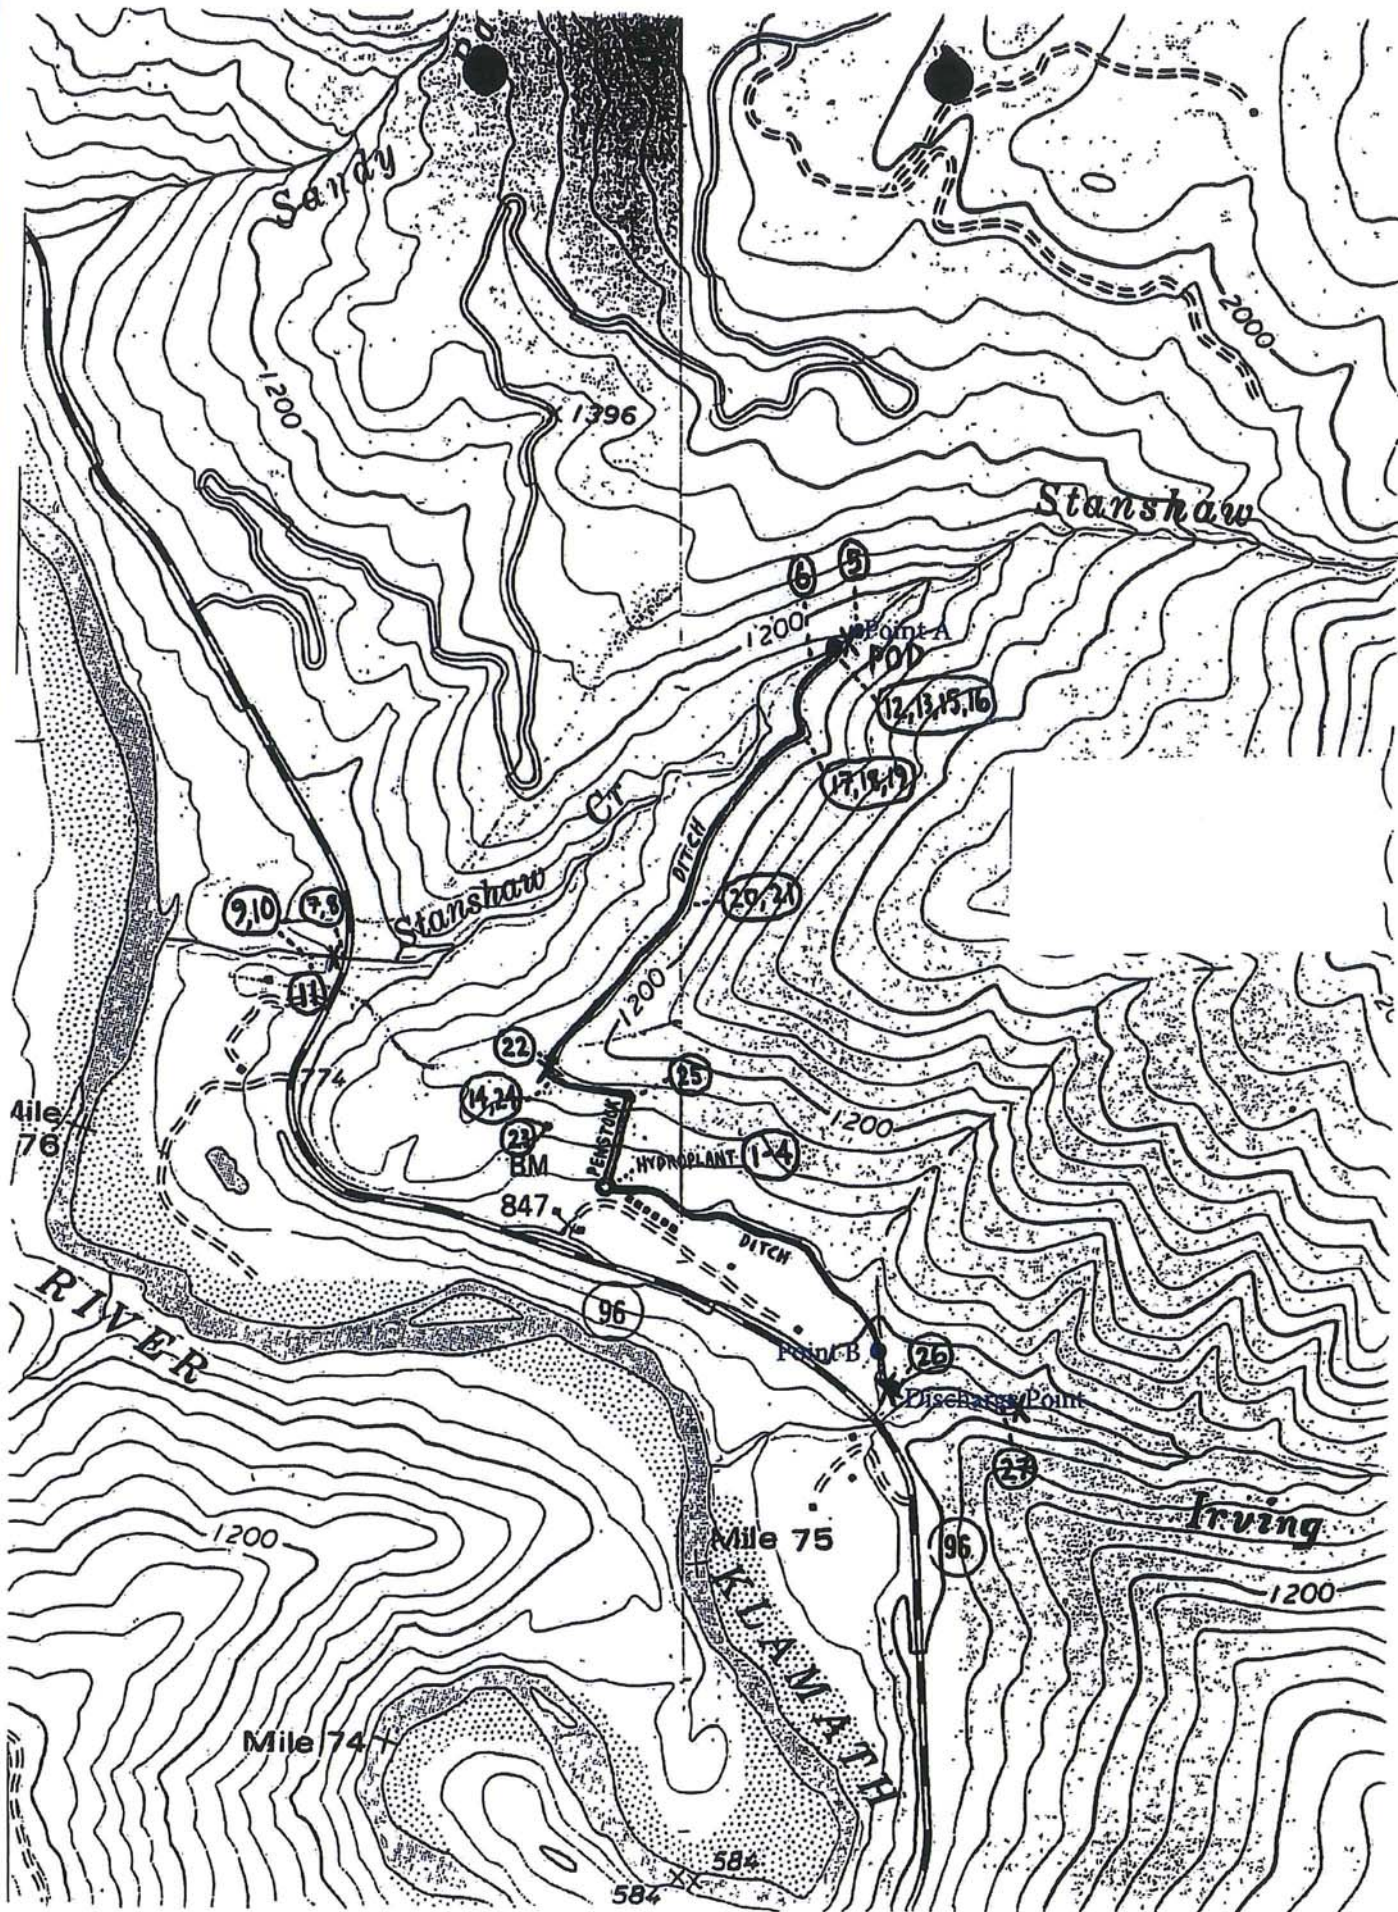 Sandy
2000
1200
1396
Stanshaw
6
5
1200
Point A
POD
12,13,15,16
17,18,19
Cr
DITCH
20,21
9,10
7,8
Stanshaw
11
1200
22
774
25
14,24
Mile
76
1200
23
BM
PENSTOCK
HYDROPLANT
1-4
847
DITCH
RIVER
96
Point B
26
Discharge Point
27
Irving
1200
Mile 75
96
1200
KLAMATH
Mile 74
584
584